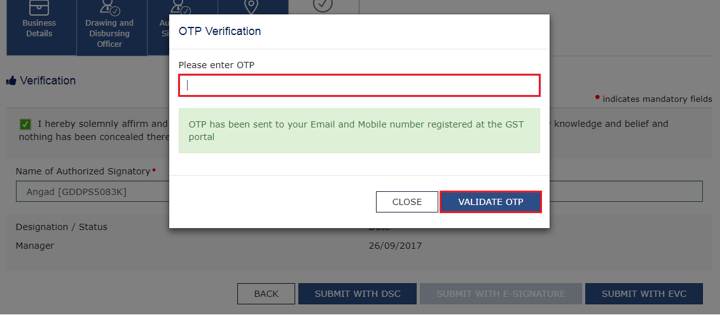 Business Details
Drawing and Disbursing Officer
Au
Si
OTP Verification
Please enter OTP
OTP has been sent to your Email and Mobile number registered at the GST
portal
CLOSE
VALIDATE OTP
Verification
• indicates mandatory fields
I hereby solemnly affirm and
knowledge and belief and
nothing has been concealed there
Name of Authorized Signatory•
Angad [GDDPS5083K]
Designation / Status
Manager
26/09/2017
BACK
SUBMIT WITH DSC
SUBMIT WITH E-SIGNATURE
SUBMIT WITH EVC